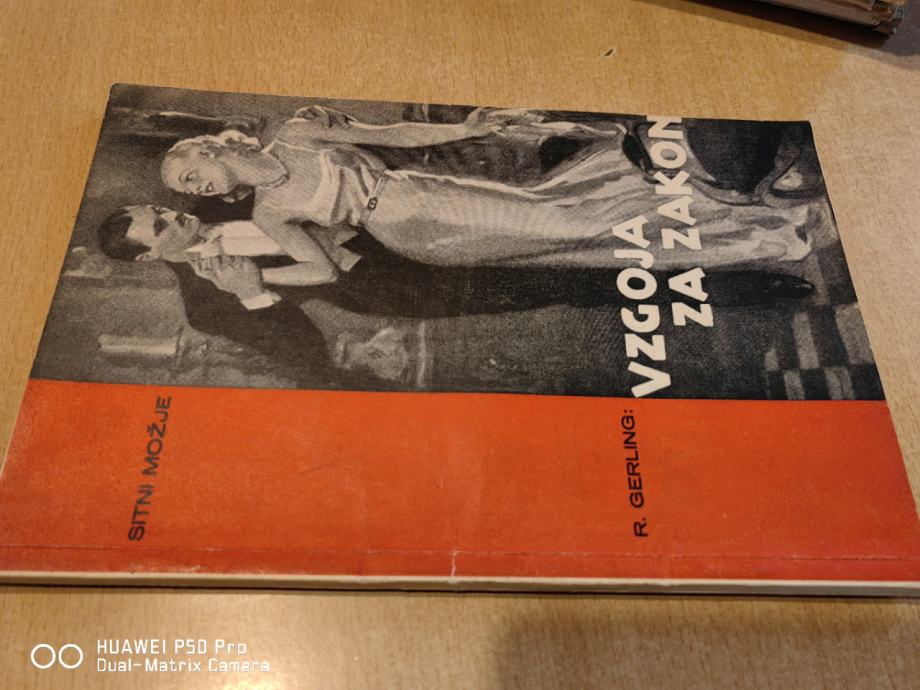 SITNI MOŽJE
R. GERLING:
VZGOJA
ZA ZAKON
HUAWEI P50 Pro
Dual-Matrix Camera